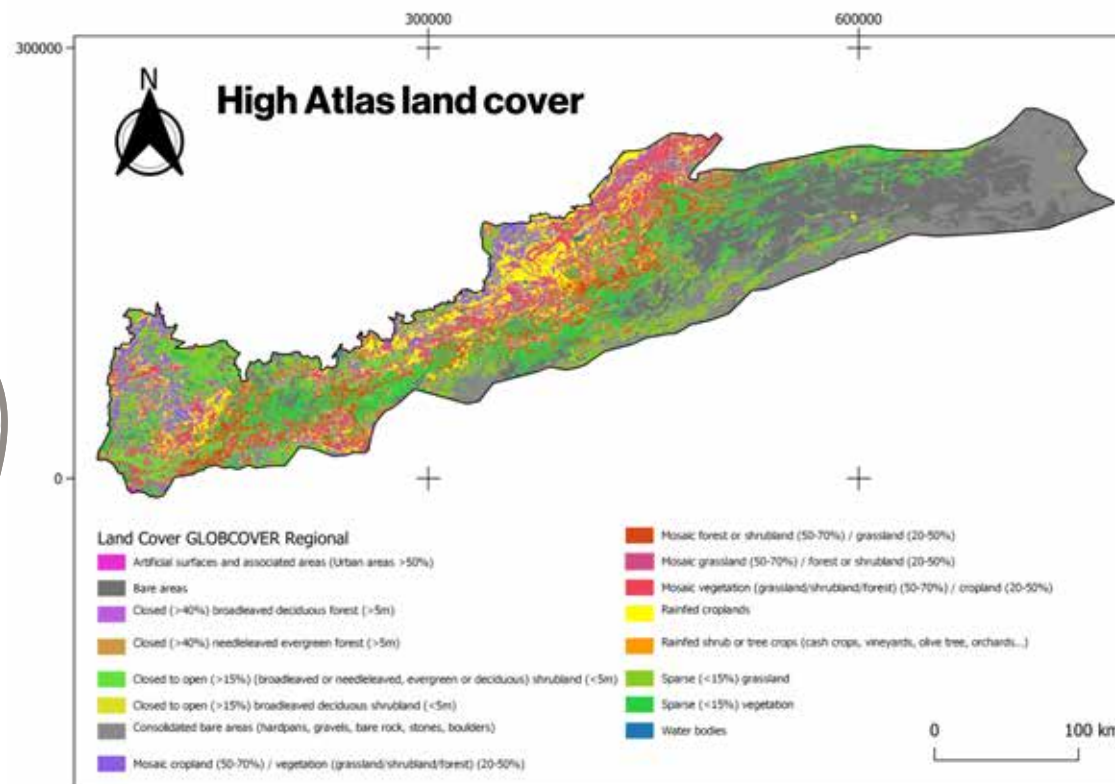 300000
600000
300000
N
High Atlas land cover
0
Land Cover GLOBCOVER Regional
Artificial surfaces and associated areas (Urban areas >50%)
Bare areas
Closed (>40%) broadleaved deciduous forest (>5m)
Closed (>40%) needleleaved evergreen forest (>5m)
Closed to open (>15%) (broadleaved or needleleaved, evergreen or deciduous) shrubland (<5m)
Closed to open (>15%) broadleaved deciduous shrubland (<5m)
Consolidated bare areas (hardpans, gravels, bare rock, stones, boulders)
Mosaic cropland (50-70%) / vegetation (grassland/shrubland/forest) (20-50%)
Mosaic forest or shrubland (50-70%) / grassland (20-50%)
Mosaic grassland (50-70%) / forest or shrubland (20-50%)
Mosaic vegetation (grassland/shrubland/forest) (50-70%) / cropland (20-50%)
Rainfed croplands
Rainfed shrub or tree crops (cash crops, vineyards, olive tree, orchards...)
Sparse (<15%) grassland
Sparse (<15%) vegetation
Water bodies
0 100 km